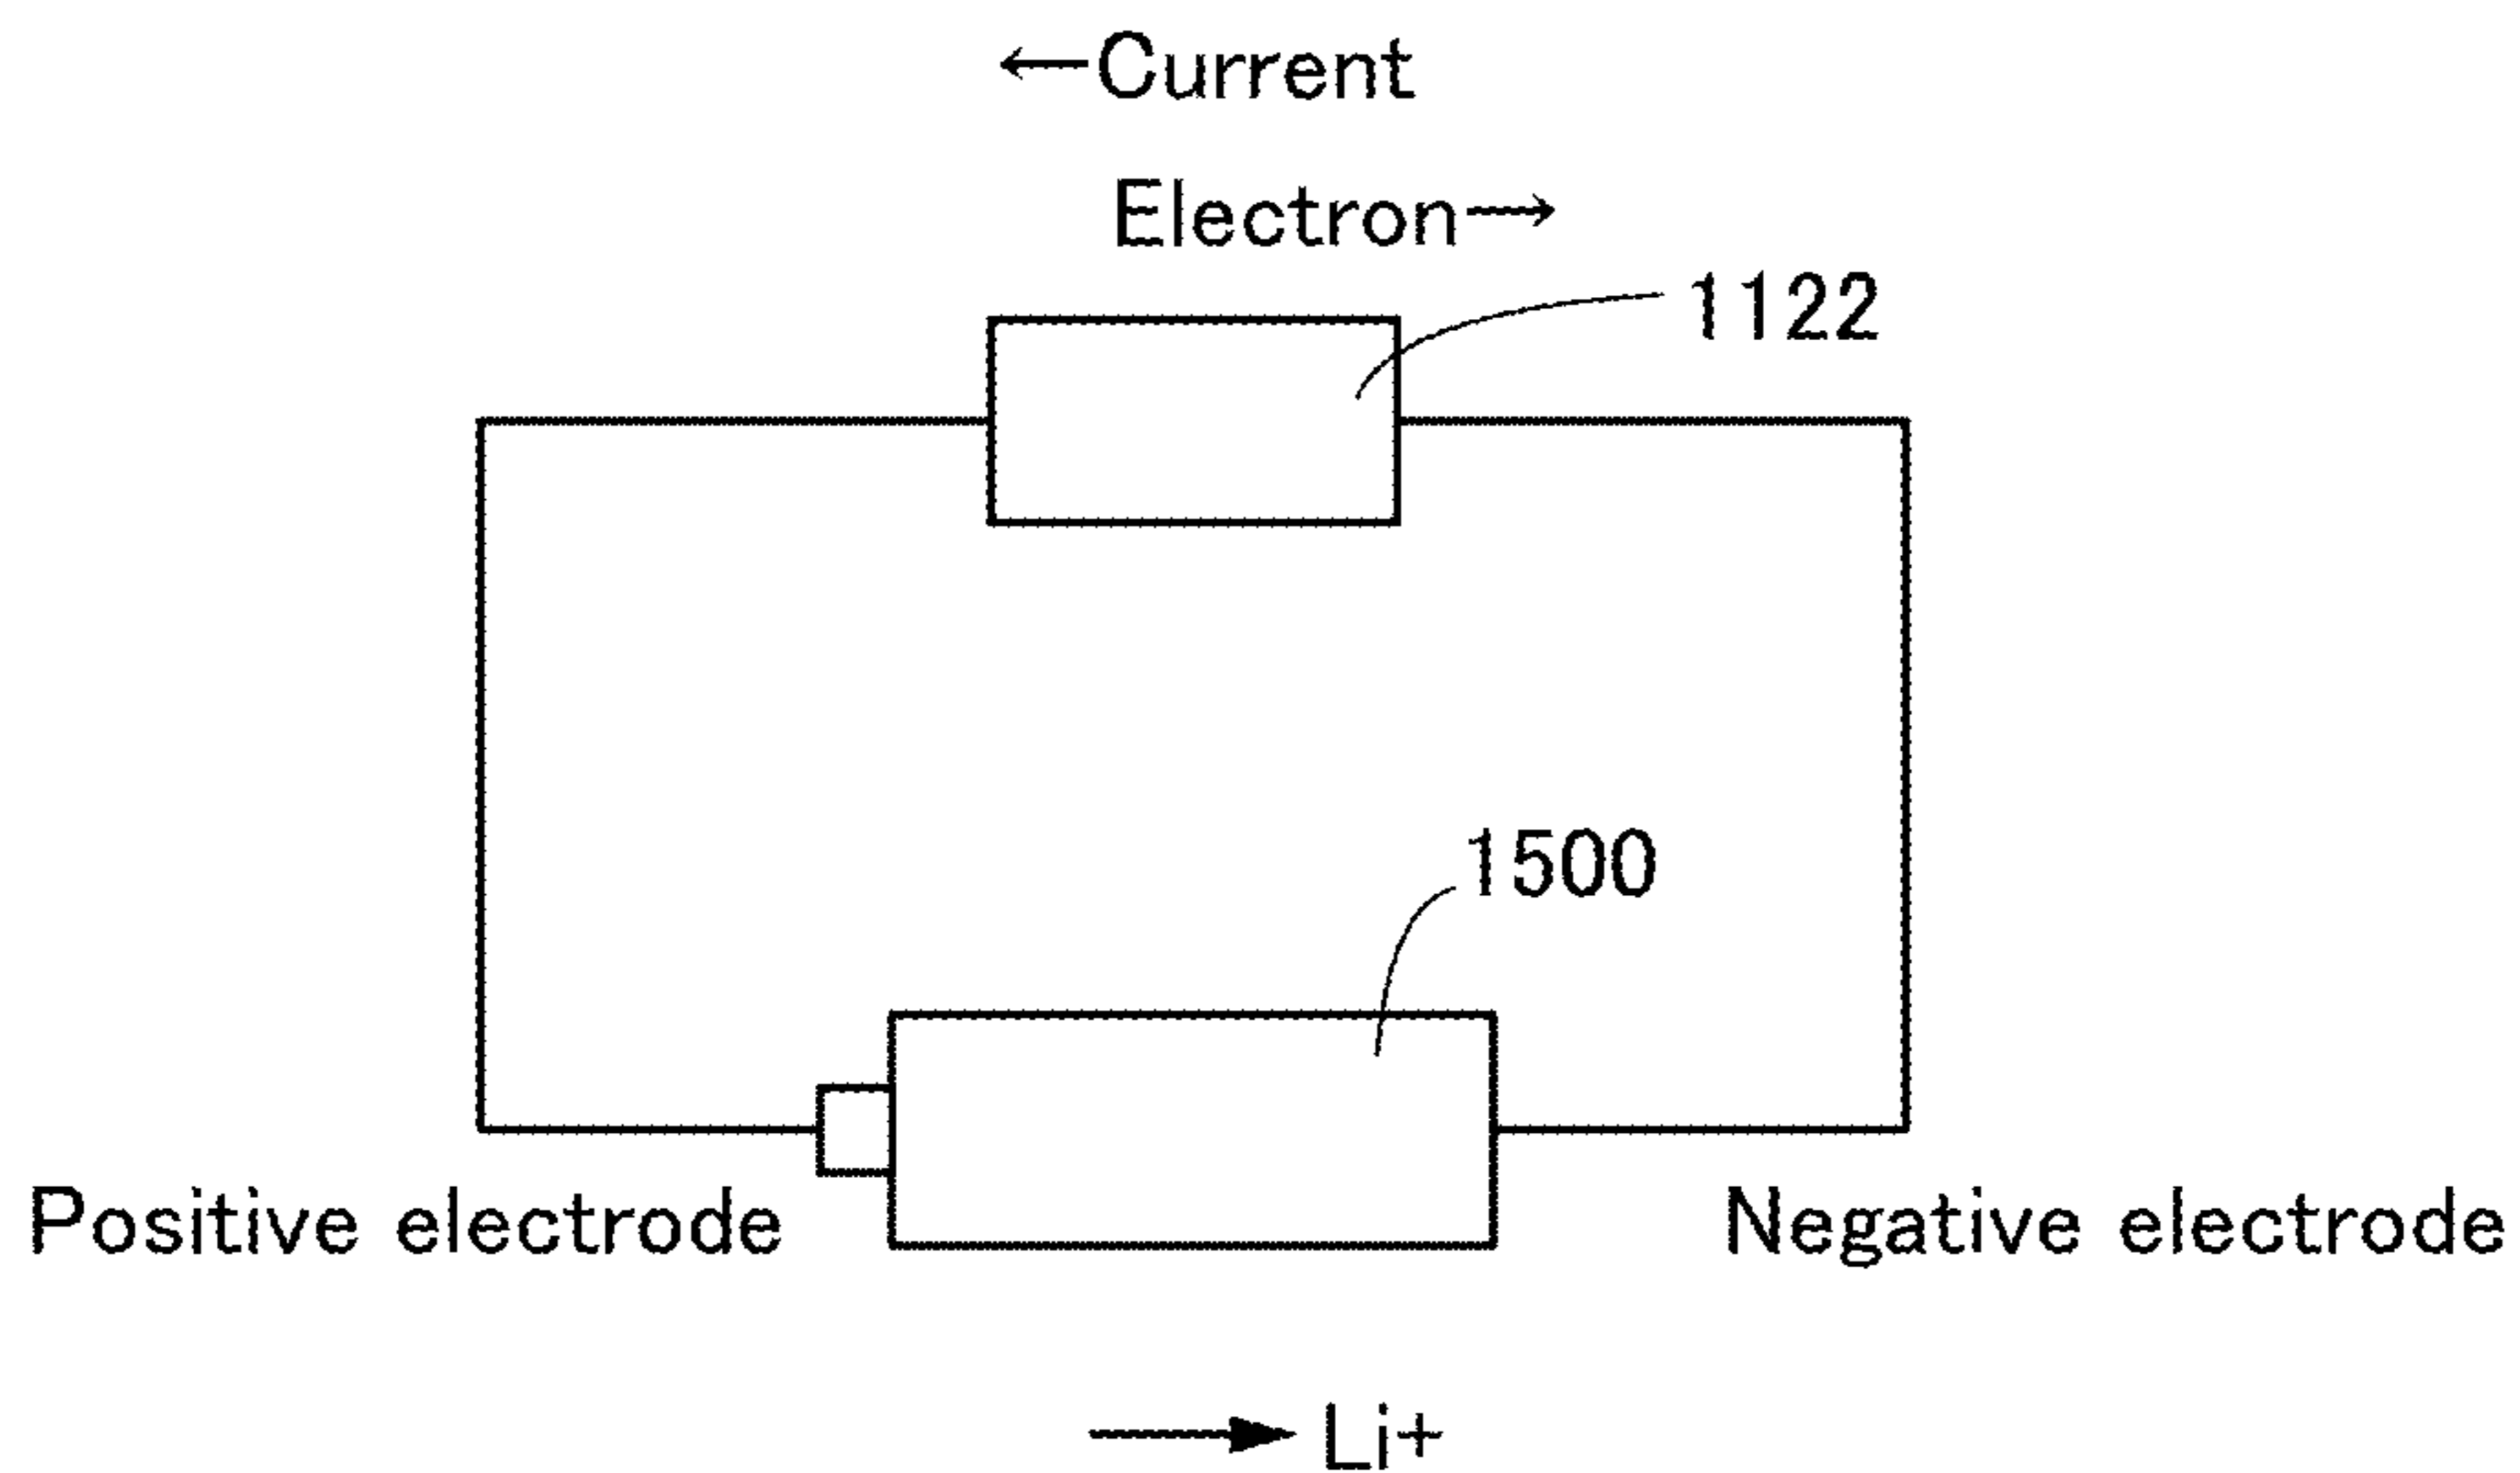 ←Current
Electron→
1122
1500
Positive electrode
Negative electrode
Li+